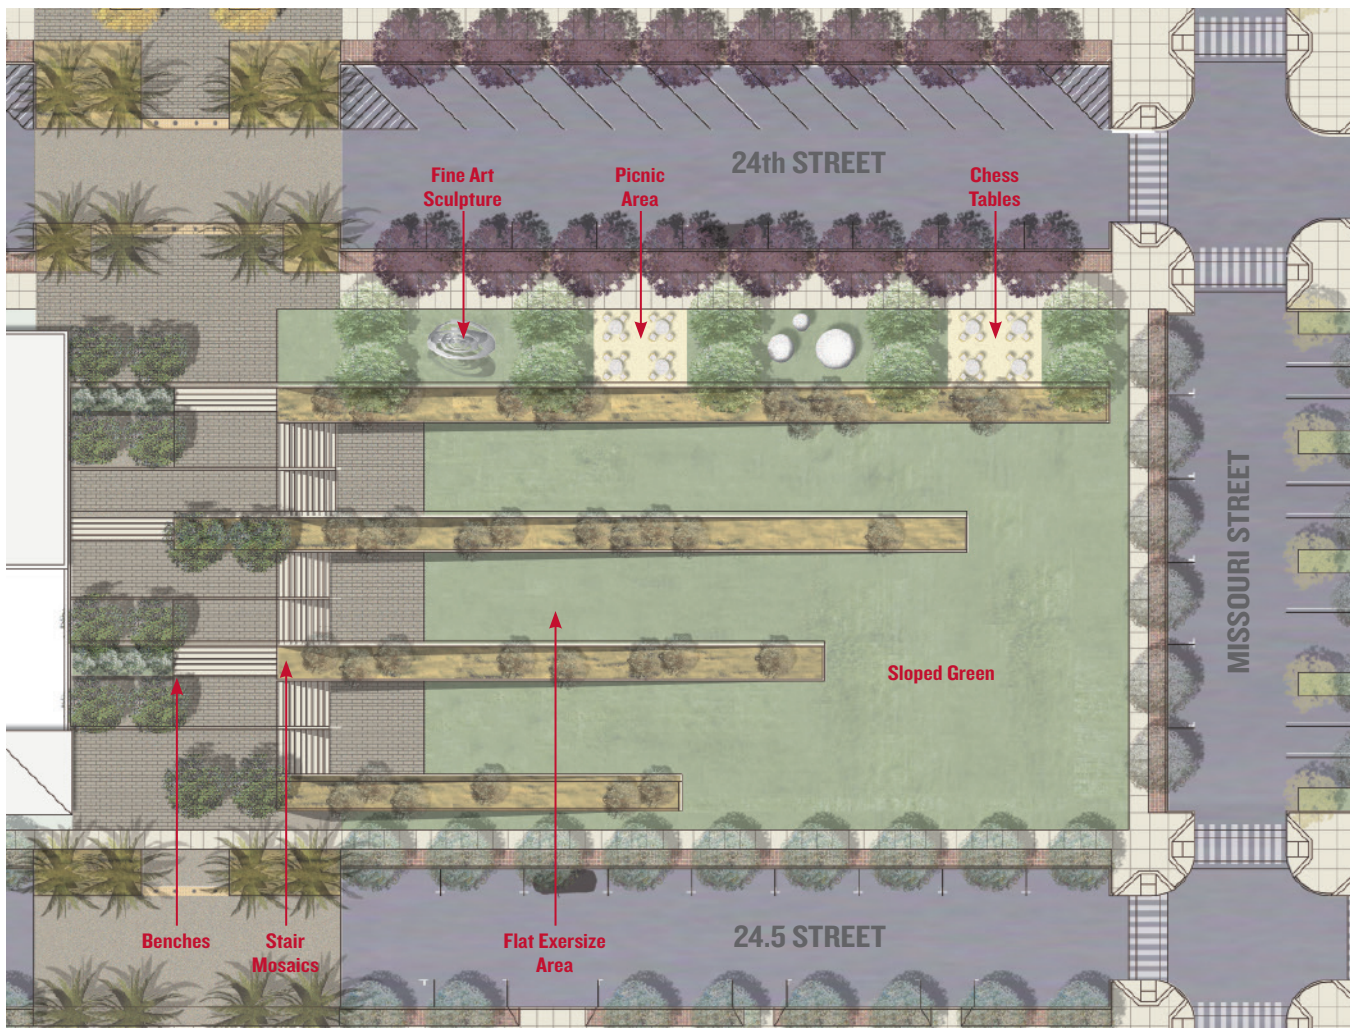 24th STREET
Fine Art
Sculpture
Picnic
Area
Chess
Tables
MISSOURI STREET
Sloped Green
Benches
Stair
Mosaics
Flat Exersize
Area
24.5 STREET